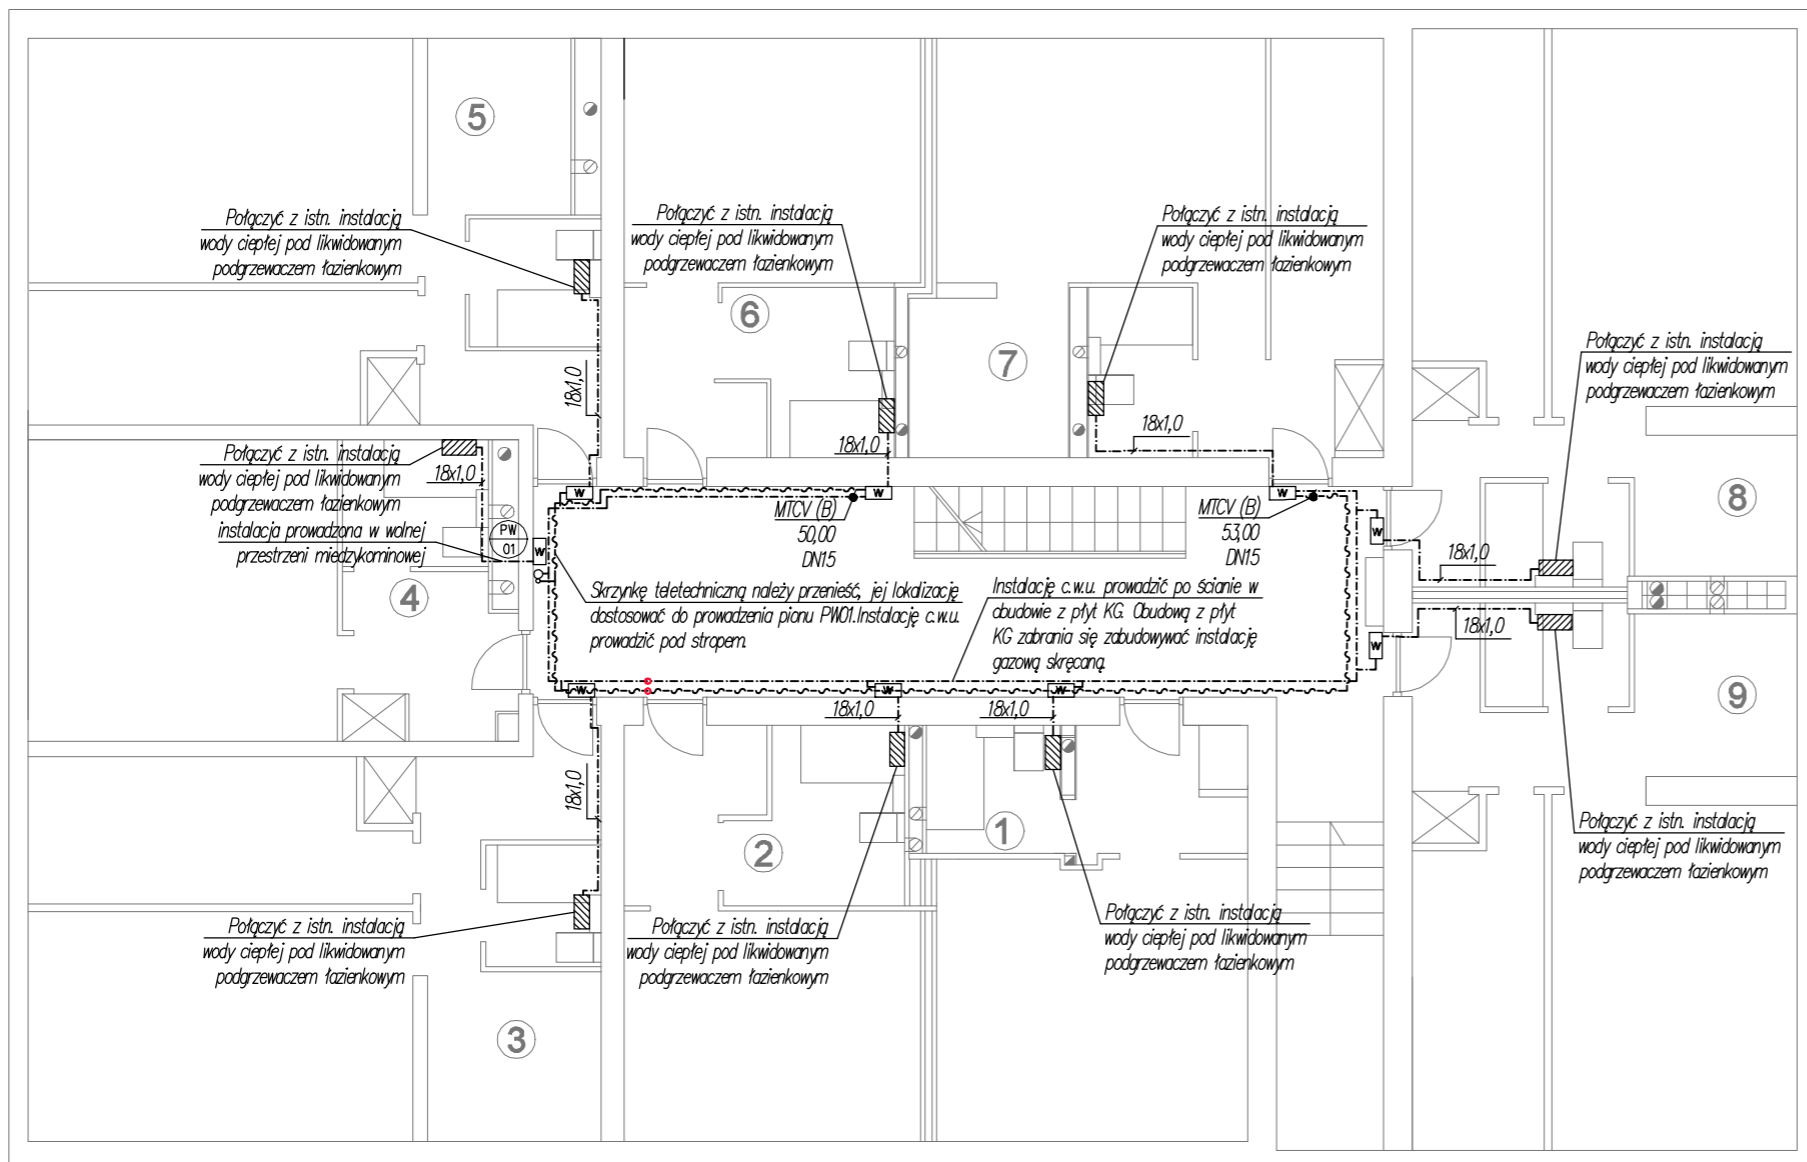 5
Połączyć z istn. instalacją
wody ciepłej pod likwidowanym
podgrzewaczem łazienkowym
Połączyć z istn. instalacją
wody ciepłej pod likwidowanym
podgrzewaczem łazienkowym
Połączyć z istn. instalacją
wody ciepłej pod likwidowanym
podgrzewaczem łazienkowym
6
7
Połączyć z istn. instalacją
wody ciepłej pod likwidowanym
podgrzewaczem łazienkowym
18x1,0
18x1,0
18x1,0
Połączyć z istn. instalacją
wody ciepłej pod likwidowanym
podgrzewaczem łazienkowym
18x1,0
instalacja prowadzona w wolnej
przestrzeni miedzykominowej
PW
01
W
W
W
W
W
MTCV (B)
50,00
DN15
MTCV (B)
53,00
DN15
8
18x1,0
4
Skrzynkę teletechniczną należy przenieść, jej lokalizację
dostosować do prowadzenia pionu PW01.Instalację c.w.u.
prowadzić pod stropem.
Instalację c.w.u. prowadzić po ścianie w
obudowie z płyt KG. Obudową z płyt
KG zabrania się zabudowywać instalację
gazową skręcaną.
18x1,0
W
W
W
W
9
18x1,0
18x1,0
18x1,0
2
1
Połączyć z istn. instalacją
wody ciepłej pod likwidowanym
podgrzewaczem łazienkowym
Połączyć z istn. instalacją
wody ciepłej pod likwidowanym
podgrzewaczem łazienkowym
Połączyć z istn. instalacją
wody ciepłej pod likwidowanym
podgrzewaczem łazienkowym
Połączyć z istn. instalacją
wody ciepłej pod likwidowanym
podgrzewaczem łazienkowym
3